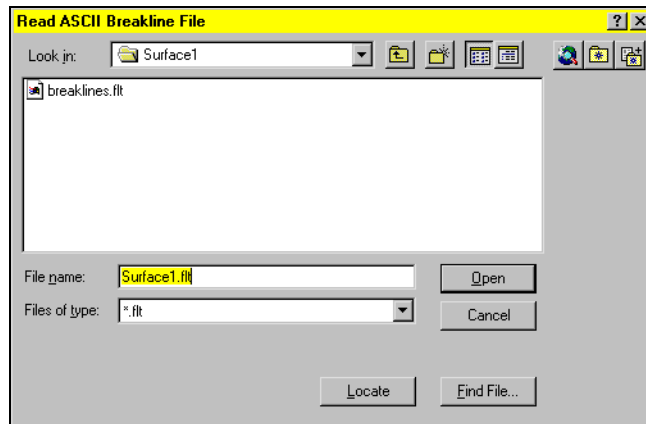 Read ASCII Breakline File
Look in: Surface1
breaklines.flt
File name: Surface1.flt Open
Files of type: *.flt Cancel
Locate Find File...